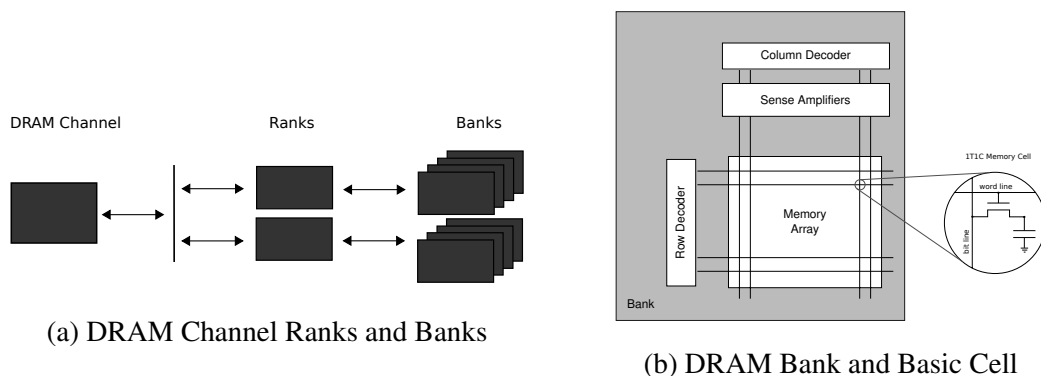 DRAM Channel
Ranks
Banks
(a) DRAM Channel Ranks and Banks
Column Decoder
Sense Amplifiers
Row Decoder
Memory
Array
Bank
1T1C Memory Cell
word line
bit line
(b) DRAM Bank and Basic Cell